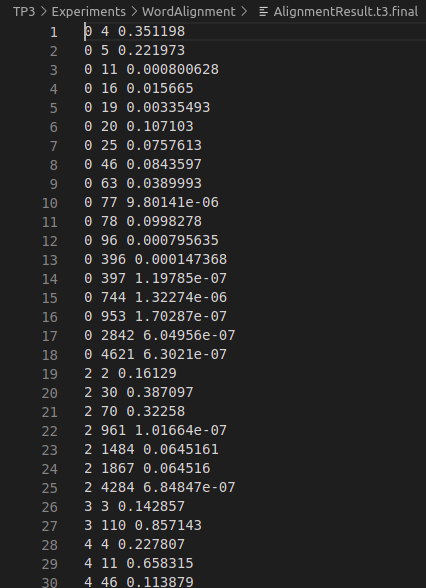 TP3 > Experiments > WordAlignment > AlignmentResult.t3.final
1 0 4 0.351198
2 0 5 0.221973
3 0 11 0.000800628
4 0 16 0.015665
5 0 19 0.00335493
6 0 20 0.107103
7 0 25 0.0757613
8 0 46 0.0843597
9 0 63 0.0389993
10 0 77 9.80141e-06
11 0 78 0.0998278
12 0 96 0.000795635
13 0 396 0.000147368
14 0 397 1.19785e-07
15 0 744 1.32274e-06
16 0 953 1.70287e-07
17 0 2842 6.04956e-07
18 0 4621 6.3021e-07
19 2 2 0.16129
20 2 30 0.387097
21 2 70 0.32258
22 2 961 1.01664e-07
23 2 1484 0.0645161
24 2 1867 0.064516
25 2 4284 6.84847e-07
26 3 3 0.142857
27 3 110 0.857143
28 4 4 0.227807
29 4 11 0.658315
30 4 46 0.113879